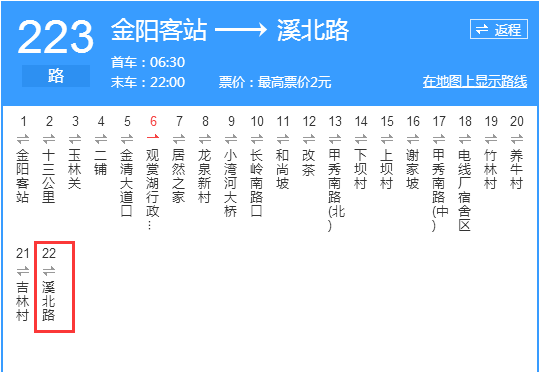 223
路
金阳客站 → 溪北路
⇌ 返程
首车：06:30
末车：22:00 票价：最高票价2元
在地图上显示路线
1 2 3 4 5 6 7 8 9 10 11 12 13 14 15 16 17 18 19 20
金阳客站
十三公里
玉林关
二铺
金清大道口
观觉湖行政…
居然之家
龙泉新村
小湾河大桥
长岭南路口
和尚坡
改茶
甲秀南路(北)
下坝村
上坝村
谢家坡
甲秀南路(中)
电线厂宿舍区
竹林村
养牛村
21 22
吉林村
溪北路